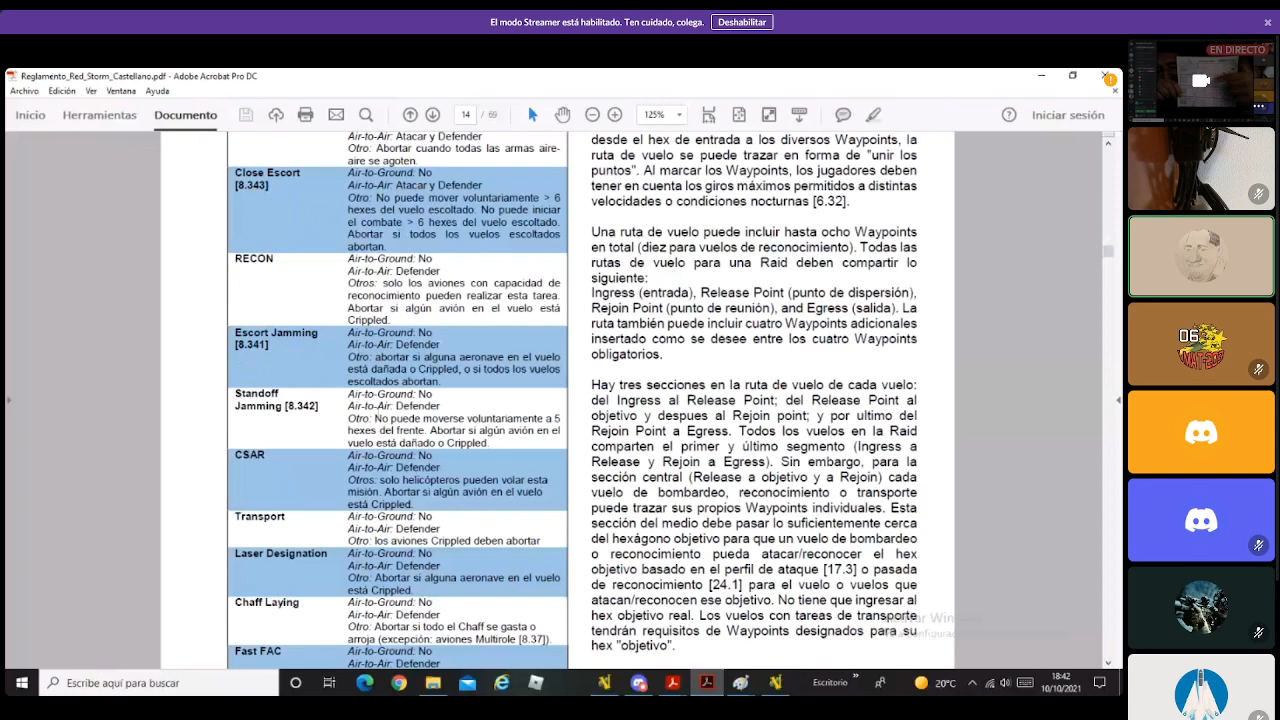 El modo Streamer está habilitado. Ten cuidado, colega. Deshabilitar
EN DIRECTO
Reglamento_Red_Storm_Castellano.pdf - Adobe Acrobat Pro DC
Archivo Edición Ver Ventana Ayuda
Inicio Herramientas Documento 14 / 69 125% Iniciar sesión
Air-to-Air: Atacar y Defender
Otro: Abortar cuando todas las armas aire-
aire se agoten.
Close Escort
[8.343]
Air-to-Ground: No
Air-to-Air: Atacar y Defender
Otro: No puede mover voluntariamente > 6
hexes del vuelo escoltado. No puede iniciar
el combate > 6 hexes del vuelo escoltado.
Abortar si todos los vuelos escoltados
abortan.
RECON
Air-to-Ground: No
Air-to-Air: Defender
Otros: solo los aviones con capacidad de
reconocimiento pueden realizar esta tarea.
Abortar si algún avión en el vuelo está
Crippled.
Escort Jamming
[8.341]
Air-to-Ground: No
Air-to-Air: Defender
Otro: abortar si alguna aeronave en el vuelo
está dañada o Crippled, o si todos los vuelos
escoltados abortan.
Standoff
Jamming [8.342]
Air-to-Ground: No
Air-to-Air: Defender
Otro: No puede moverse voluntariamente a 5
hexes del frente. Abortar si algún avión en el
vuelo está dañado o Crippled.
CSAR
Air-to-Ground: No
Air-to-Air: Defender
Otros: solo helicópteros pueden volar esta
misión. Abortar si algún avión en el vuelo
está Crippled.
Transport
Air-to-Ground: No
Air-to-Air: Defender
Otro: los aviones Crippled deben abortar
Laser Designation
Air-to-Ground: No
Air-to-Air: Defender
Otro: Abortar si alguna aeronave en el vuelo
está Crippled.
Chaff Laying
Air-to-Ground: No
Air-to-Air: Defender
Otro: Abortar si todo el Chaff se gasta o
arroja (excepción: aviones Multirole [8.37]).
Fast FAC
Air-to-Ground: No
Air-to-Air: Defender
desde el hex de entrada a los diversos Waypoints, la
ruta de vuelo se puede trazar en forma de "unir los
puntos". Al marcar los Waypoints, los jugadores deben
tener en cuenta los giros máximos permitidos a distintas
velocidades o condiciones nocturnas [6.32].
Una ruta de vuelo puede incluir hasta ocho Waypoints
en total (diez para vuelos de reconocimiento). Todas las
rutas de vuelo para una Raid deben compartir lo
siguiente:
Ingress (entrada), Release Point (punto de dispersión),
Rejoin Point (punto de reunión), and Egress (salida). La
ruta también puede incluir cuatro Waypoints adicionales
insertado como se desee entre los cuatro Waypoints
obligatorios.
Hay tres secciones en la ruta de vuelo de cada vuelo:
del Ingress al Release Point; del Release Point al
objetivo y despues al Rejoin point; y por ultimo del
Rejoin Point a Egress. Todos los vuelos en la Raid
comparten el primer y último segmento (Ingress a
Release y Rejoin a Egress). Sin embargo, para la
sección central (Release a objetivo y a Rejoin) cada
vuelo de bombardeo, reconocimiento o transporte
puede trazar sus propios Waypoints individuales. Esta
sección del medio debe pasar lo suficientemente cerca
del hexágono objetivo para que un vuelo de bombardeo
o reconocimiento pueda atacar/reconocer el hex
objetivo basado en el perfil de ataque [17.3] o pasada
de reconocimiento [24.1] para el vuelo o vuelos que
atacan/reconocen ese objetivo. No tiene que ingresar al
hex objetivo real. Los vuelos con tareas de transporte
tendrán requisitos de Waypoints designados para su
hex "objetivo".
06
Escribe aquí para buscar
Escritorio
20°C
18:42
10/10/2021